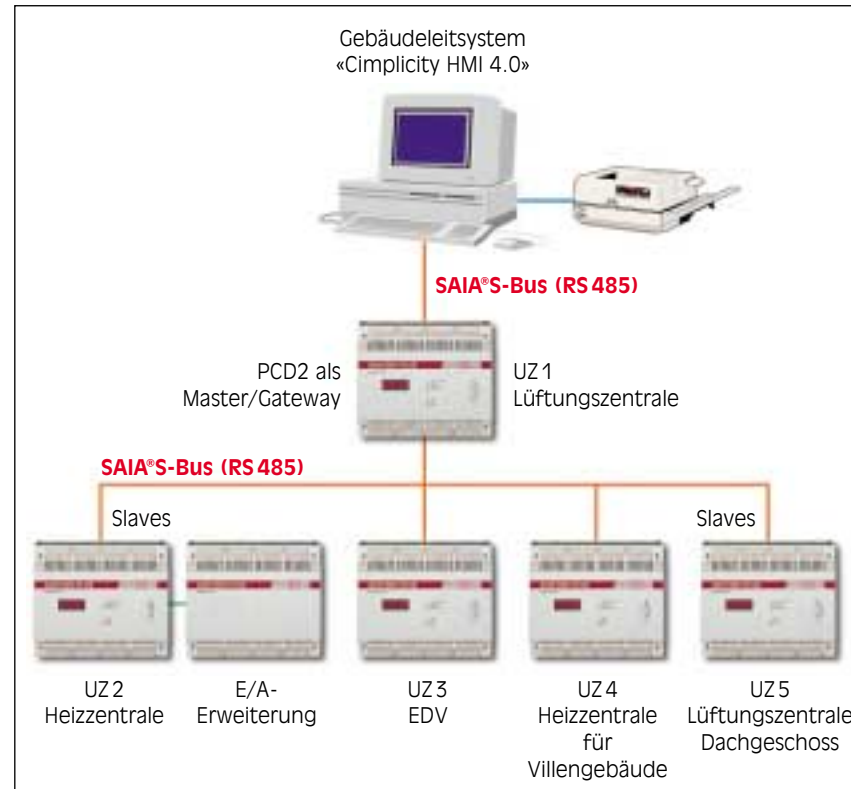 Gebäudeleitsystem
«Cimplicity HMI 4.0»
SAIA®S-Bus (RS 485)
PCD2 als
Master/Gateway
UZ 1
Lüftungszentrale
SAIA®S-Bus (RS 485)
Slaves
Slaves
UZ 2
Heizzentrale
E/A-
Erweiterung
UZ 3
EDV
UZ 4
Heizzentrale
für
Villengebäude
UZ 5
Lüftungszentrale
Dachgeschoss